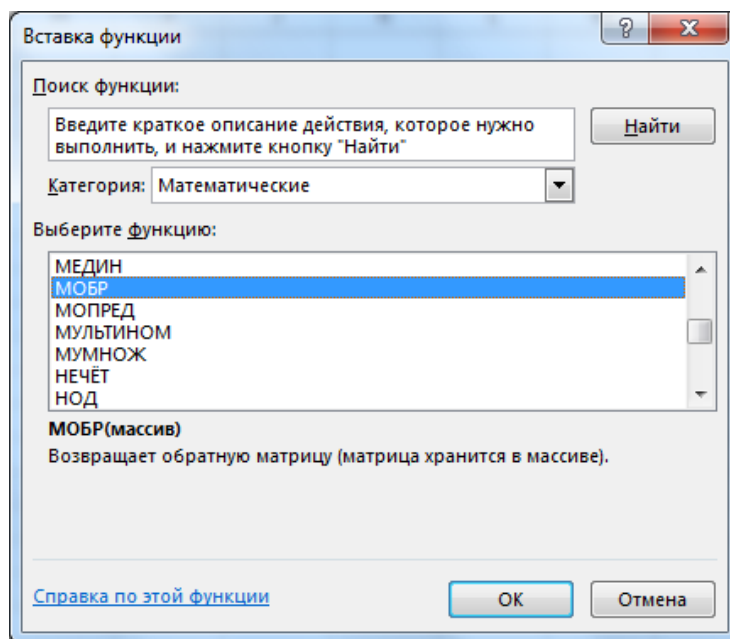 Вставка функции
Поиск функции:
Введите краткое описание действия, которое нужно
выполнить, и нажмите кнопку "Найти"
Найти
Категория: Математические
Выберите функцию:
МЕДИН
МОБР
МОПРЕД
МУЛЬТИНОМ
МУМНОЖ
НЕЧЁТ
НОД
МОБР(массив)
Возвращает обратную матрицу (матрица хранится в массиве).
Справка по этой функции
ОК
Отмена